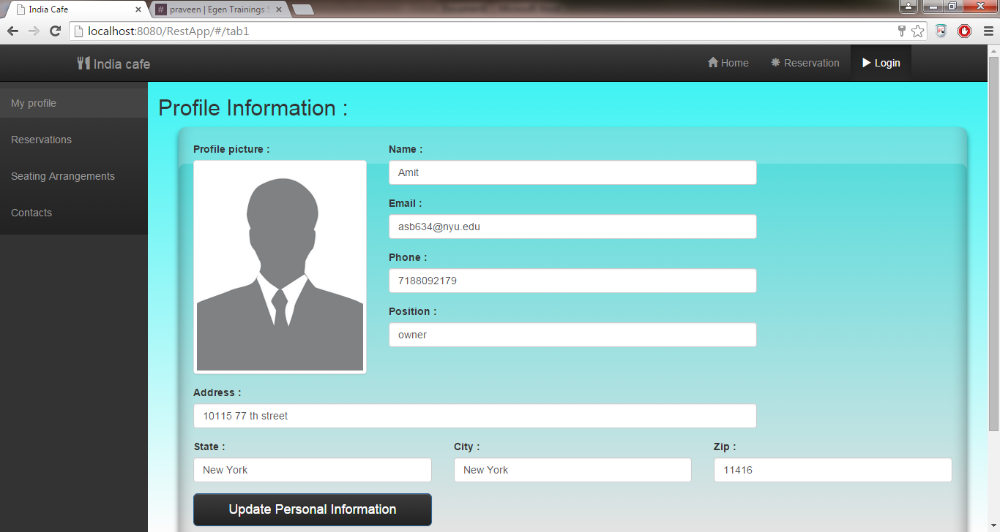 India Cafe
praveen | Egen Trainings S
localhost:8080/RestApp/#/tab1
India cafe
Home
Reservation
Login
My profile
Reservations
Seating Arrangements
Contacts
Profile Information :
Profile picture :
Name :
Amit
Email :
asb634@nyu.edu
Phone :
7188092179
Position :
owner
Address :
10115 77 th street
State :
City :
Zip :
New York
New York
11416
Update Personal Information